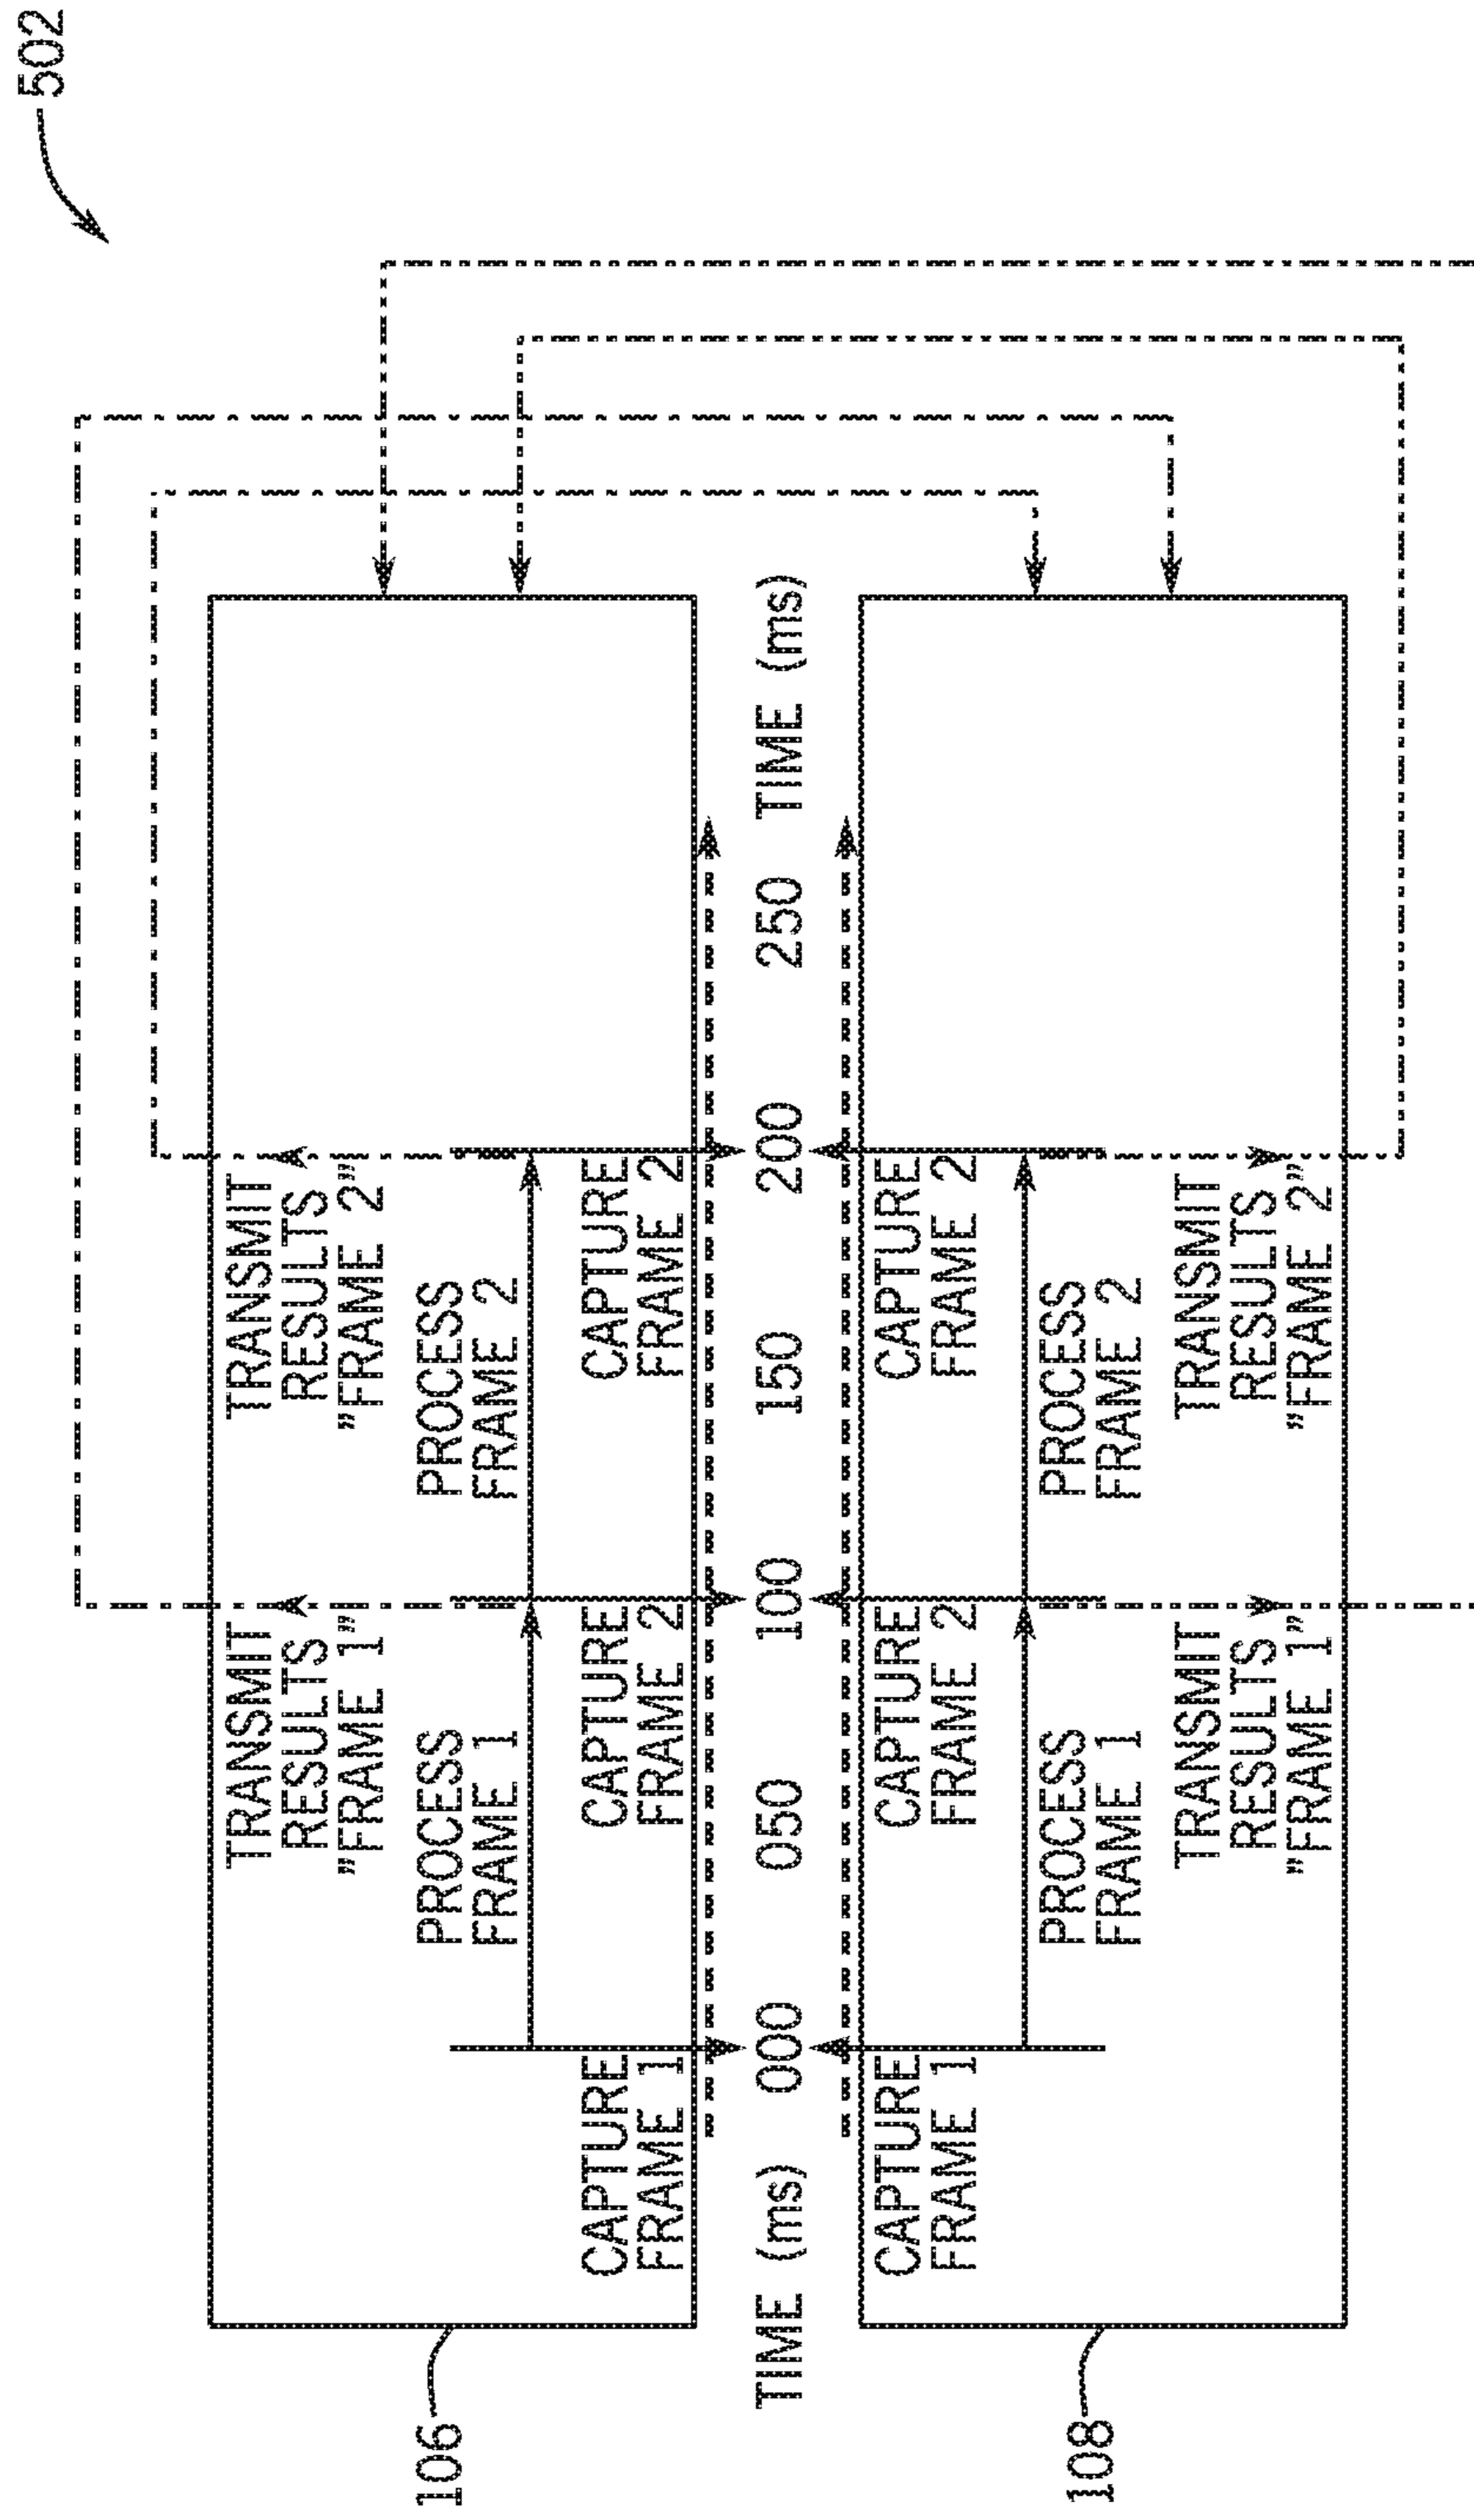 502
106
TRANSMIT
RESULTS
"FRAME 1"
TRANSMIT
RESULTS
"FRAME 2"
PROCESS
FRAME 1
PROCESS
FRAME 2
CAPTURE
FRAME 1
CAPTURE
FRAME 2
CAPTURE
FRAME 2
TIME (ms) 000 050 100 150 200 250 TIME (ms)
108
CAPTURE
FRAME 1
CAPTURE
FRAME 2
CAPTURE
FRAME 2
PROCESS
FRAME 1
PROCESS
FRAME 2
TRANSMIT
RESULTS
"FRAME 1"
TRANSMIT
RESULTS
"FRAME 2"